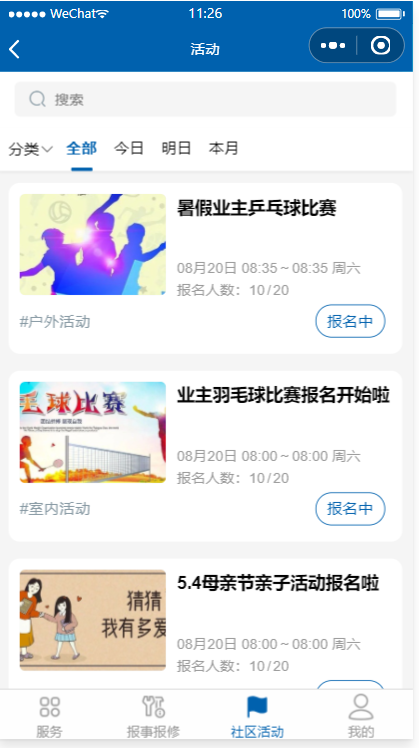 WeChat 11:26 100%
活动
搜索
分类 全部 今日 明日 本月
暑假业主乒乓球比赛
08月20日 08:35～08:35 周六
报名人数：10/20
#户外活动 报名中
毛球比赛
业主羽毛球比赛报名开始啦
08月20日 08:00～08:00 周六
报名人数：10/20
#室内活动 报名中
猜猜
我有多爱
5.4母亲节亲子活动报名啦
08月20日 08:00～08:00 周六
报名人数：10/20
服务 报事报修 社区活动 我的